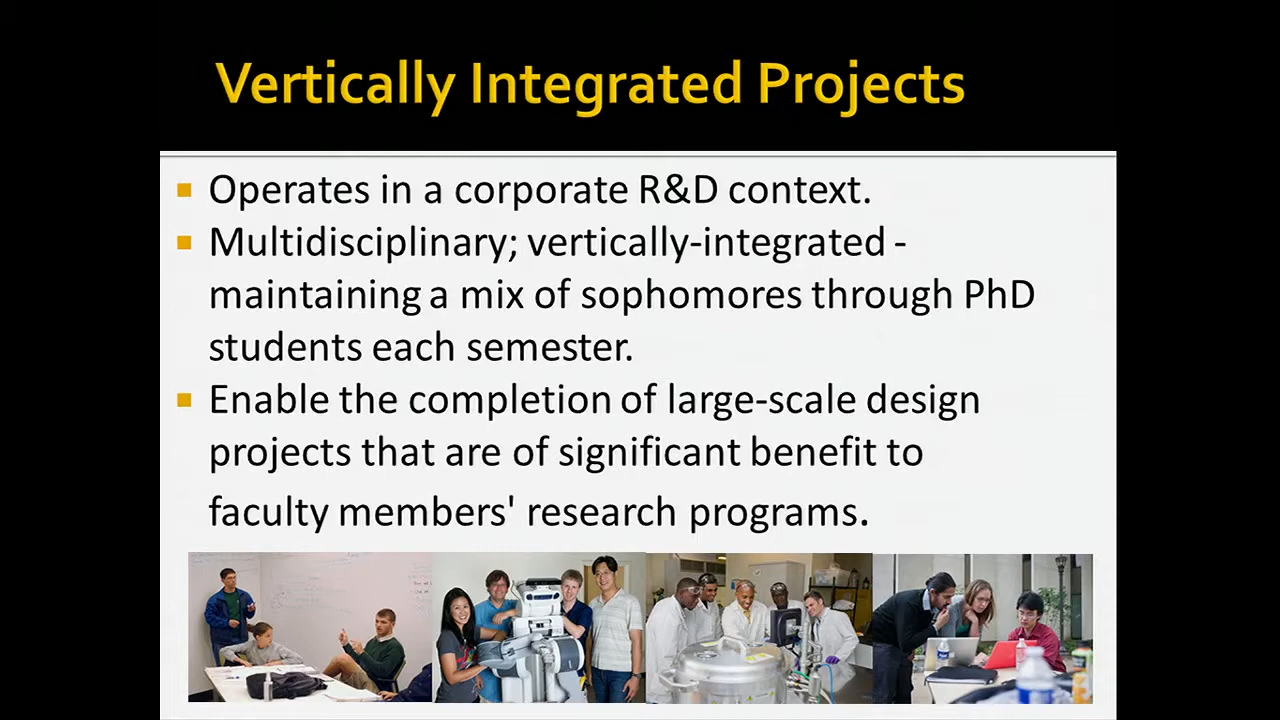 Vertically Integrated Projects
Operates in a corporate R&D context.
Multidisciplinary; vertically-integrated -
maintaining a mix of sophomores through PhD
students each semester.
Enable the completion of large-scale design
projects that are of significant benefit to
faculty members' research programs.